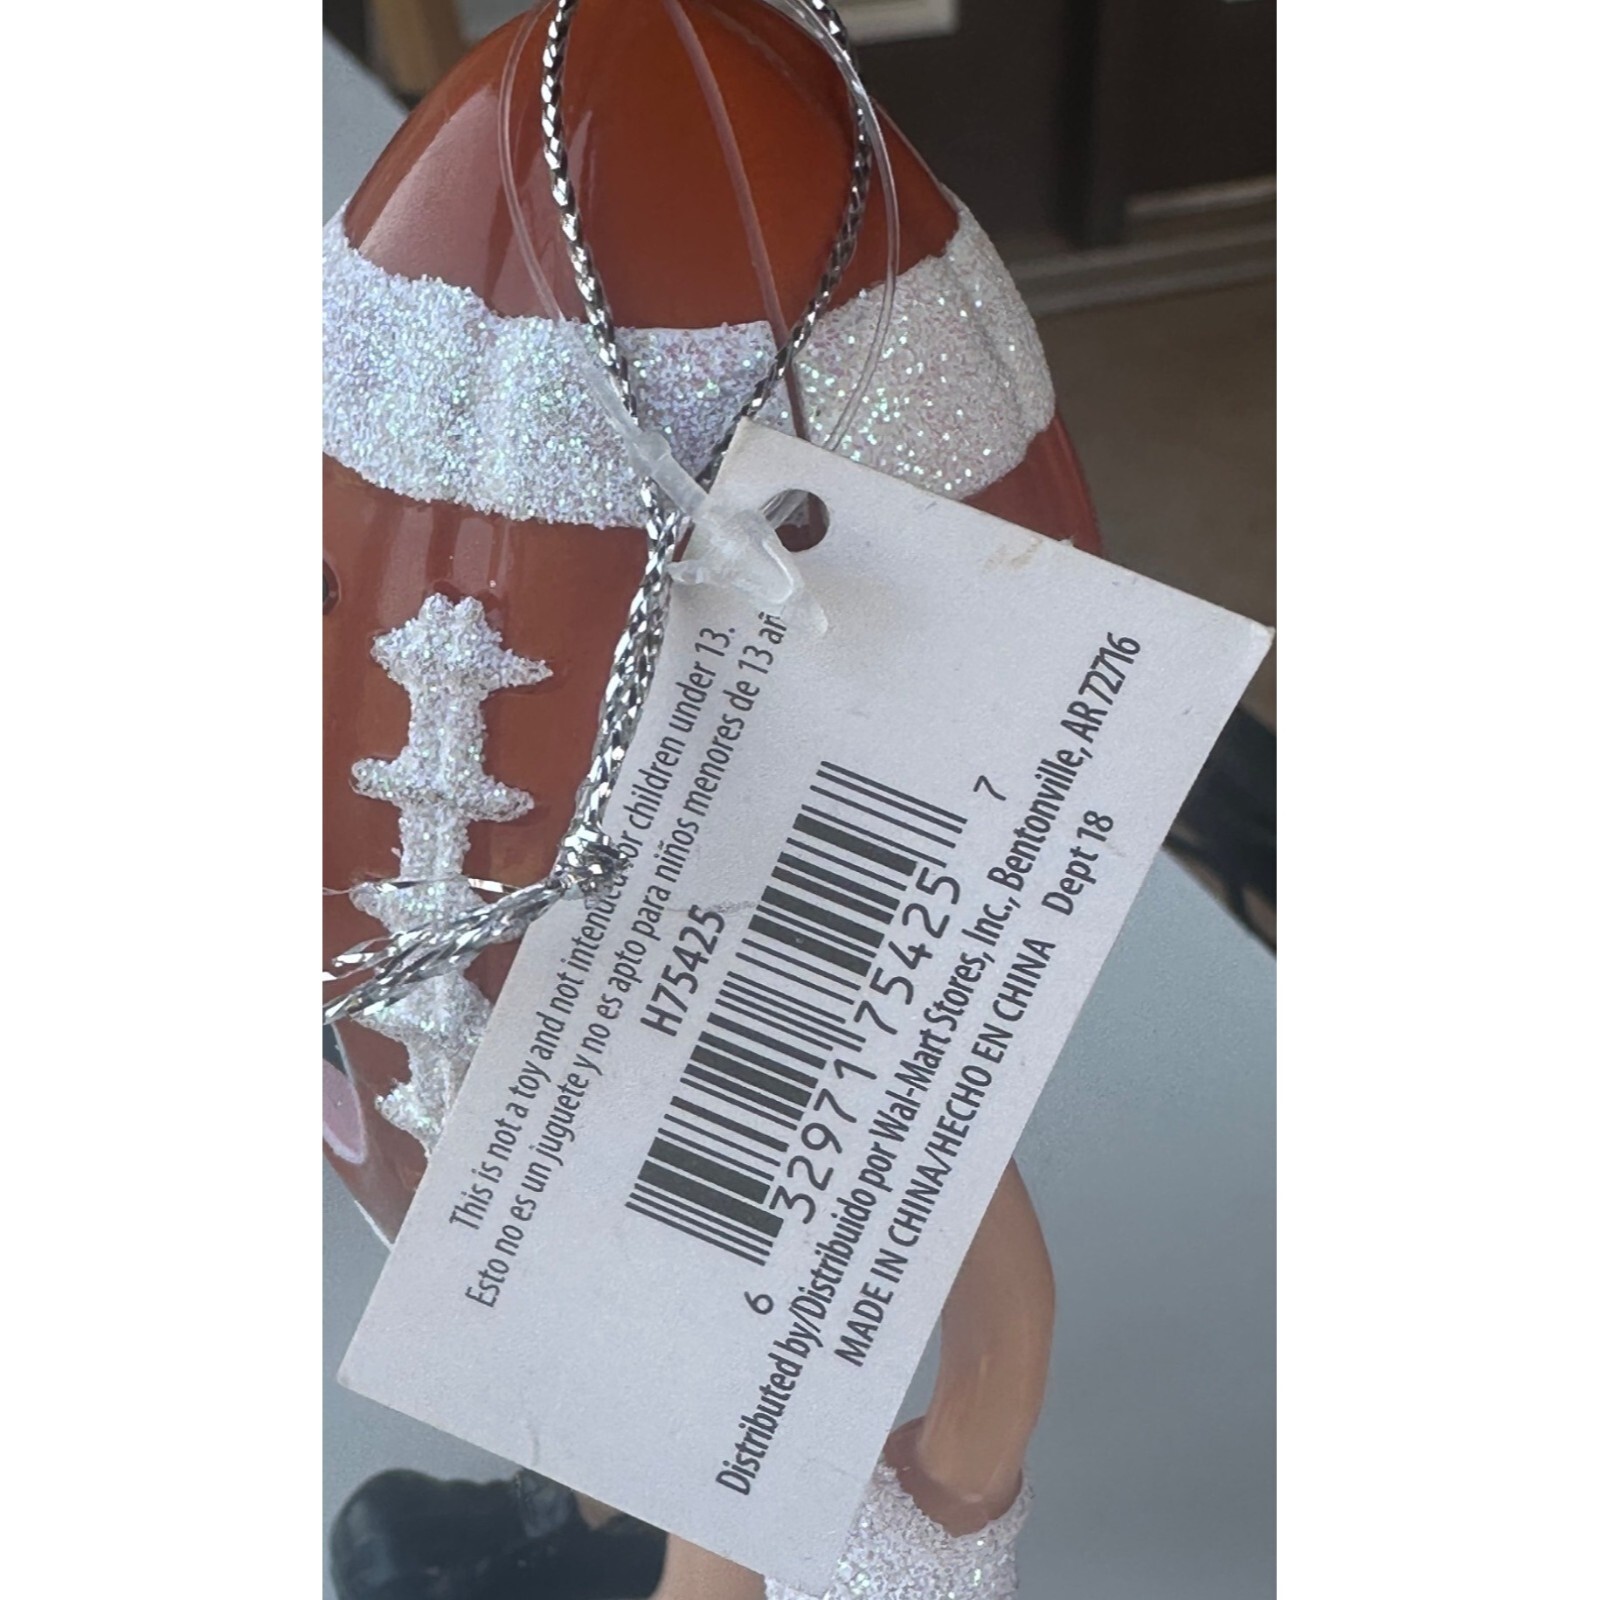 This is not a toy and not intended for children under 13.
Esto no es un juguete y no es apto para niños menores de 13 añ
H75425
6 32971 75425 7
Distributed by/Distribuido por Wal-Mart Stores, Inc., Bentonville, AR 72716
MADE IN CHINA/HECHO EN CHINA Dept 18